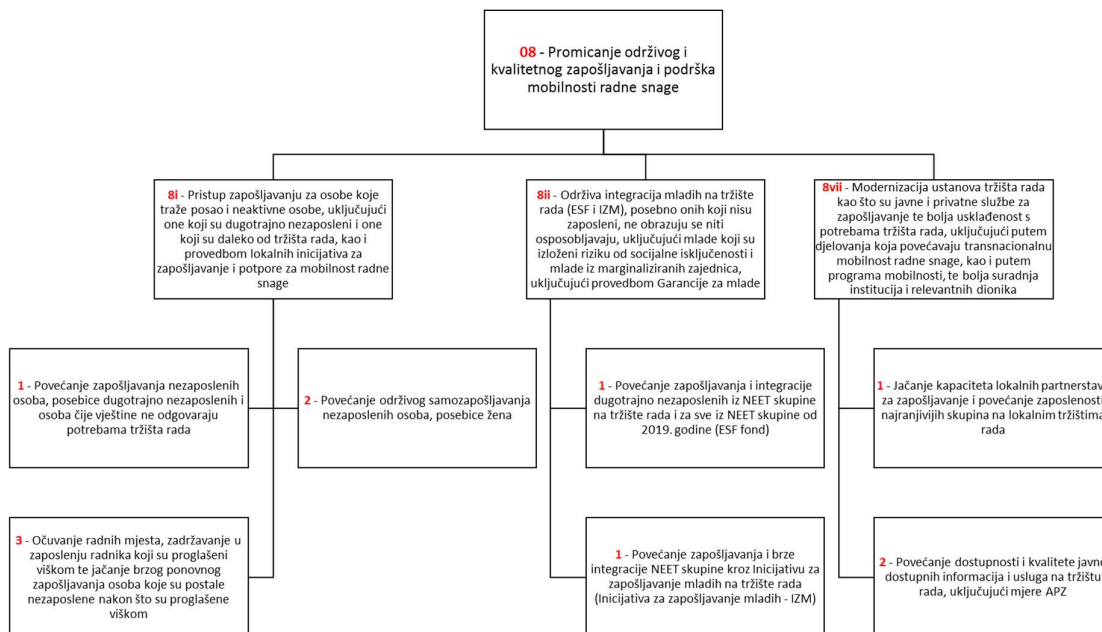 08 - Promicanje održivog i
kvalitetnog zapošljavanja i podrška
mobilnosti radne snage
8i - Pristup zapošljavanju za osobe koje
traže posao i neaktivne osobe, uključujući
one koji su dugotrajno nezaposleni i one
koji su daleko od tržišta rada, kao i
provedbom lokalnih inicijativa za
zapošljavanje i potpore za mobilnost radne
snage
8ii - Održiva integracija mladih na tržište
rada (ESF i IZM), posebno onih koji nisu
zaposleni, ne obrazuju se niti
osposobljavaju, uključujući mlade koji su
izloženi riziku od socijalne isključenosti i
mlade iz marginaliziranih zajednica,
uključujući provedbom Garancije za mlade
8vii - Modernizacija ustanova tržišta rada
kao što su javne i privatne službe za
zapošljavanje te bolja usklađenost s
potrebama tržišta rada, uključujući putem
djelovanja koja povećavaju transnacionalnu
mobilnost radne snage, kao i putem
programa mobilnosti, te bolja suradnja
institucija i relevantnih dionika
1 - Povećanje zapošljavanja nezaposlenih
osoba, posebice dugotrajno nezaposlenih i
osoba čije vještine ne odgovaraju
potrebama tržišta rada
2 - Povećanje održivog samozapošljavanja
nezaposlenih osoba, posebice žena
1 - Povećanje zapošljavanja i integracije
dugotrajno nezaposlenih iz NEET skupine
na tržište rada i za sve iz NEET skupine od
2019. godine (ESF fond)
1 - Jačanje kapaciteta lokalnih partnerstav
za zapošljavanje i povećanje zaposlenosti
najranjivijih skupina na lokalnim tržištima
rada
3 - Očuvanje radnih mjesta, zadržavanje u
zaposlenju radnika koji su proglašeni
viškom te jačanje brzog ponovnog
zapošljavanja osoba koje su postale
nezaposlene nakon što su proglašene
viškom
1 - Povećanje zapošljavanja i brze
integracije NEET skupine kroz Inicijativu za
zapošljavanje mladih na tržište rada
(Inicijativa za zapošljavanje mladih - IZM)
2 - Povećanje dostupnosti i kvalitete javno
dostupnih informacija i usluga na tržištu
rada, uključujući mjere APZ